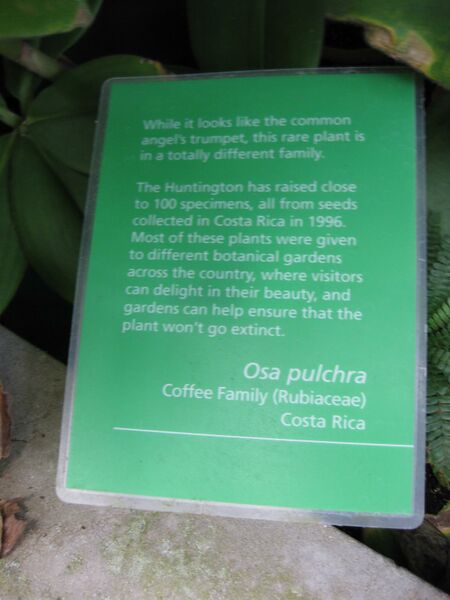 While it looks like the common
angel's trumpet, this rare plant is
in a totally different family.
The Huntington has raised close
to 100 specimens, all from seeds
collected in Costa Rica in 1996.
Most of these plants were given
to different botanical gardens
across the country, where visitors
can delight in their beauty, and
gardens can help ensure that the
plant won't go extinct.
Osa pulchra
Coffee Family (Rubiaceae)
Costa Rica